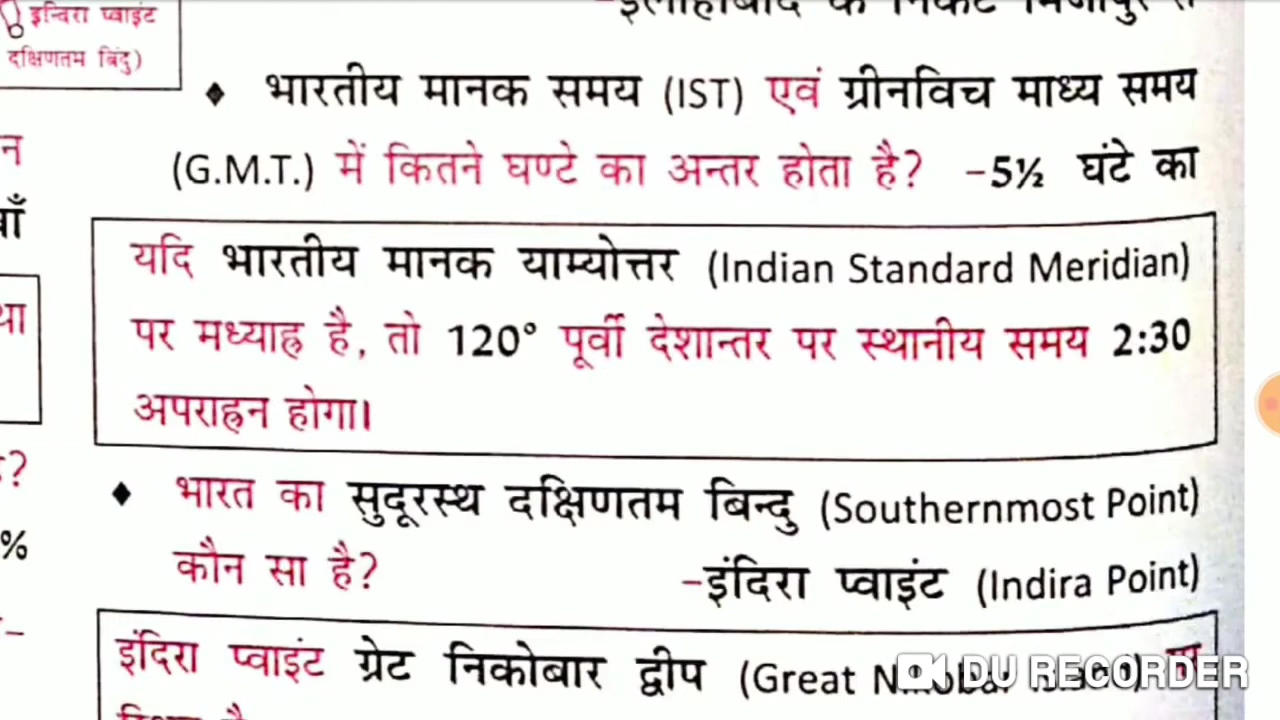 इन्दिरा प्वाइंट
दक्षिणतम बिंदु)
♦ भारतीय मानक समय (IST) एवं ग्रीनविच माध्य समय
(G.M.T.) में कितने घण्टे का अन्तर होता है? –5½ घंटे का
यदि भारतीय मानक याम्योत्तर (Indian Standard Meridian)
पर मध्याह्न है, तो 120° पूर्वी देशान्तर पर स्थानीय समय 2:30
अपराह्रन होगा।
♦ भारत का सुदूरस्थ दक्षिणतम बिन्दु (Southernmost Point)
कौन सा है? –इंदिरा प्वाइंट (Indira Point)
इंदिरा प्वाइंट ग्रेट निकोबार द्वीप (Great
DU RECORDER